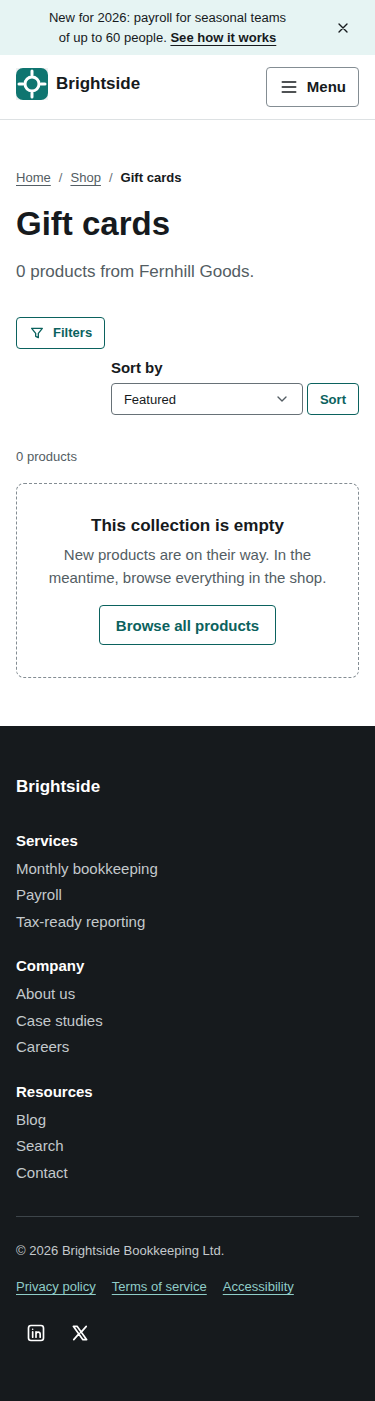 New for 2026: payroll for seasonal teams
of up to 60 people. See how it works
Brightside
Menu
Home / Shop / Gift cards
Gift cards
0 products from Fernhill Goods.
Filters
Sort by
Featured
Sort
0 products
This collection is empty
New products are on their way. In the
meantime, browse everything in the shop.
Browse all products
Brightside
Services
Monthly bookkeeping
Payroll
Tax-ready reporting
Company
About us
Case studies
Careers
Resources
Blog
Search
Contact
© 2026 Brightside Bookkeeping Ltd.
Privacy policy Terms of service Accessibility